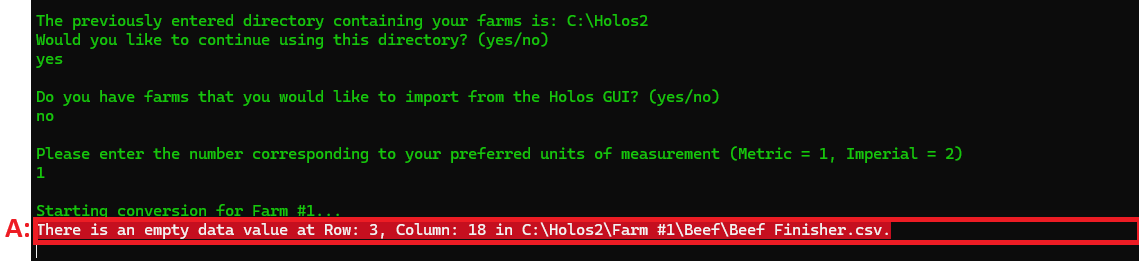 The previously entered directory containing your farms is: C:\Holos2
Would you like to continue using this directory? (yes/no)
yes
Do you have farms that you would like to import from the Holos GUI? (yes/no)
no
Please enter the number corresponding to your preferred units of measurement (Metric = 1, Imperial = 2)
1
Starting conversion for Farm #1...
A: There is an empty data value at Row: 3, Column: 18 in C:\Holos2\Farm #1\Beef\Beef Finisher.csv.